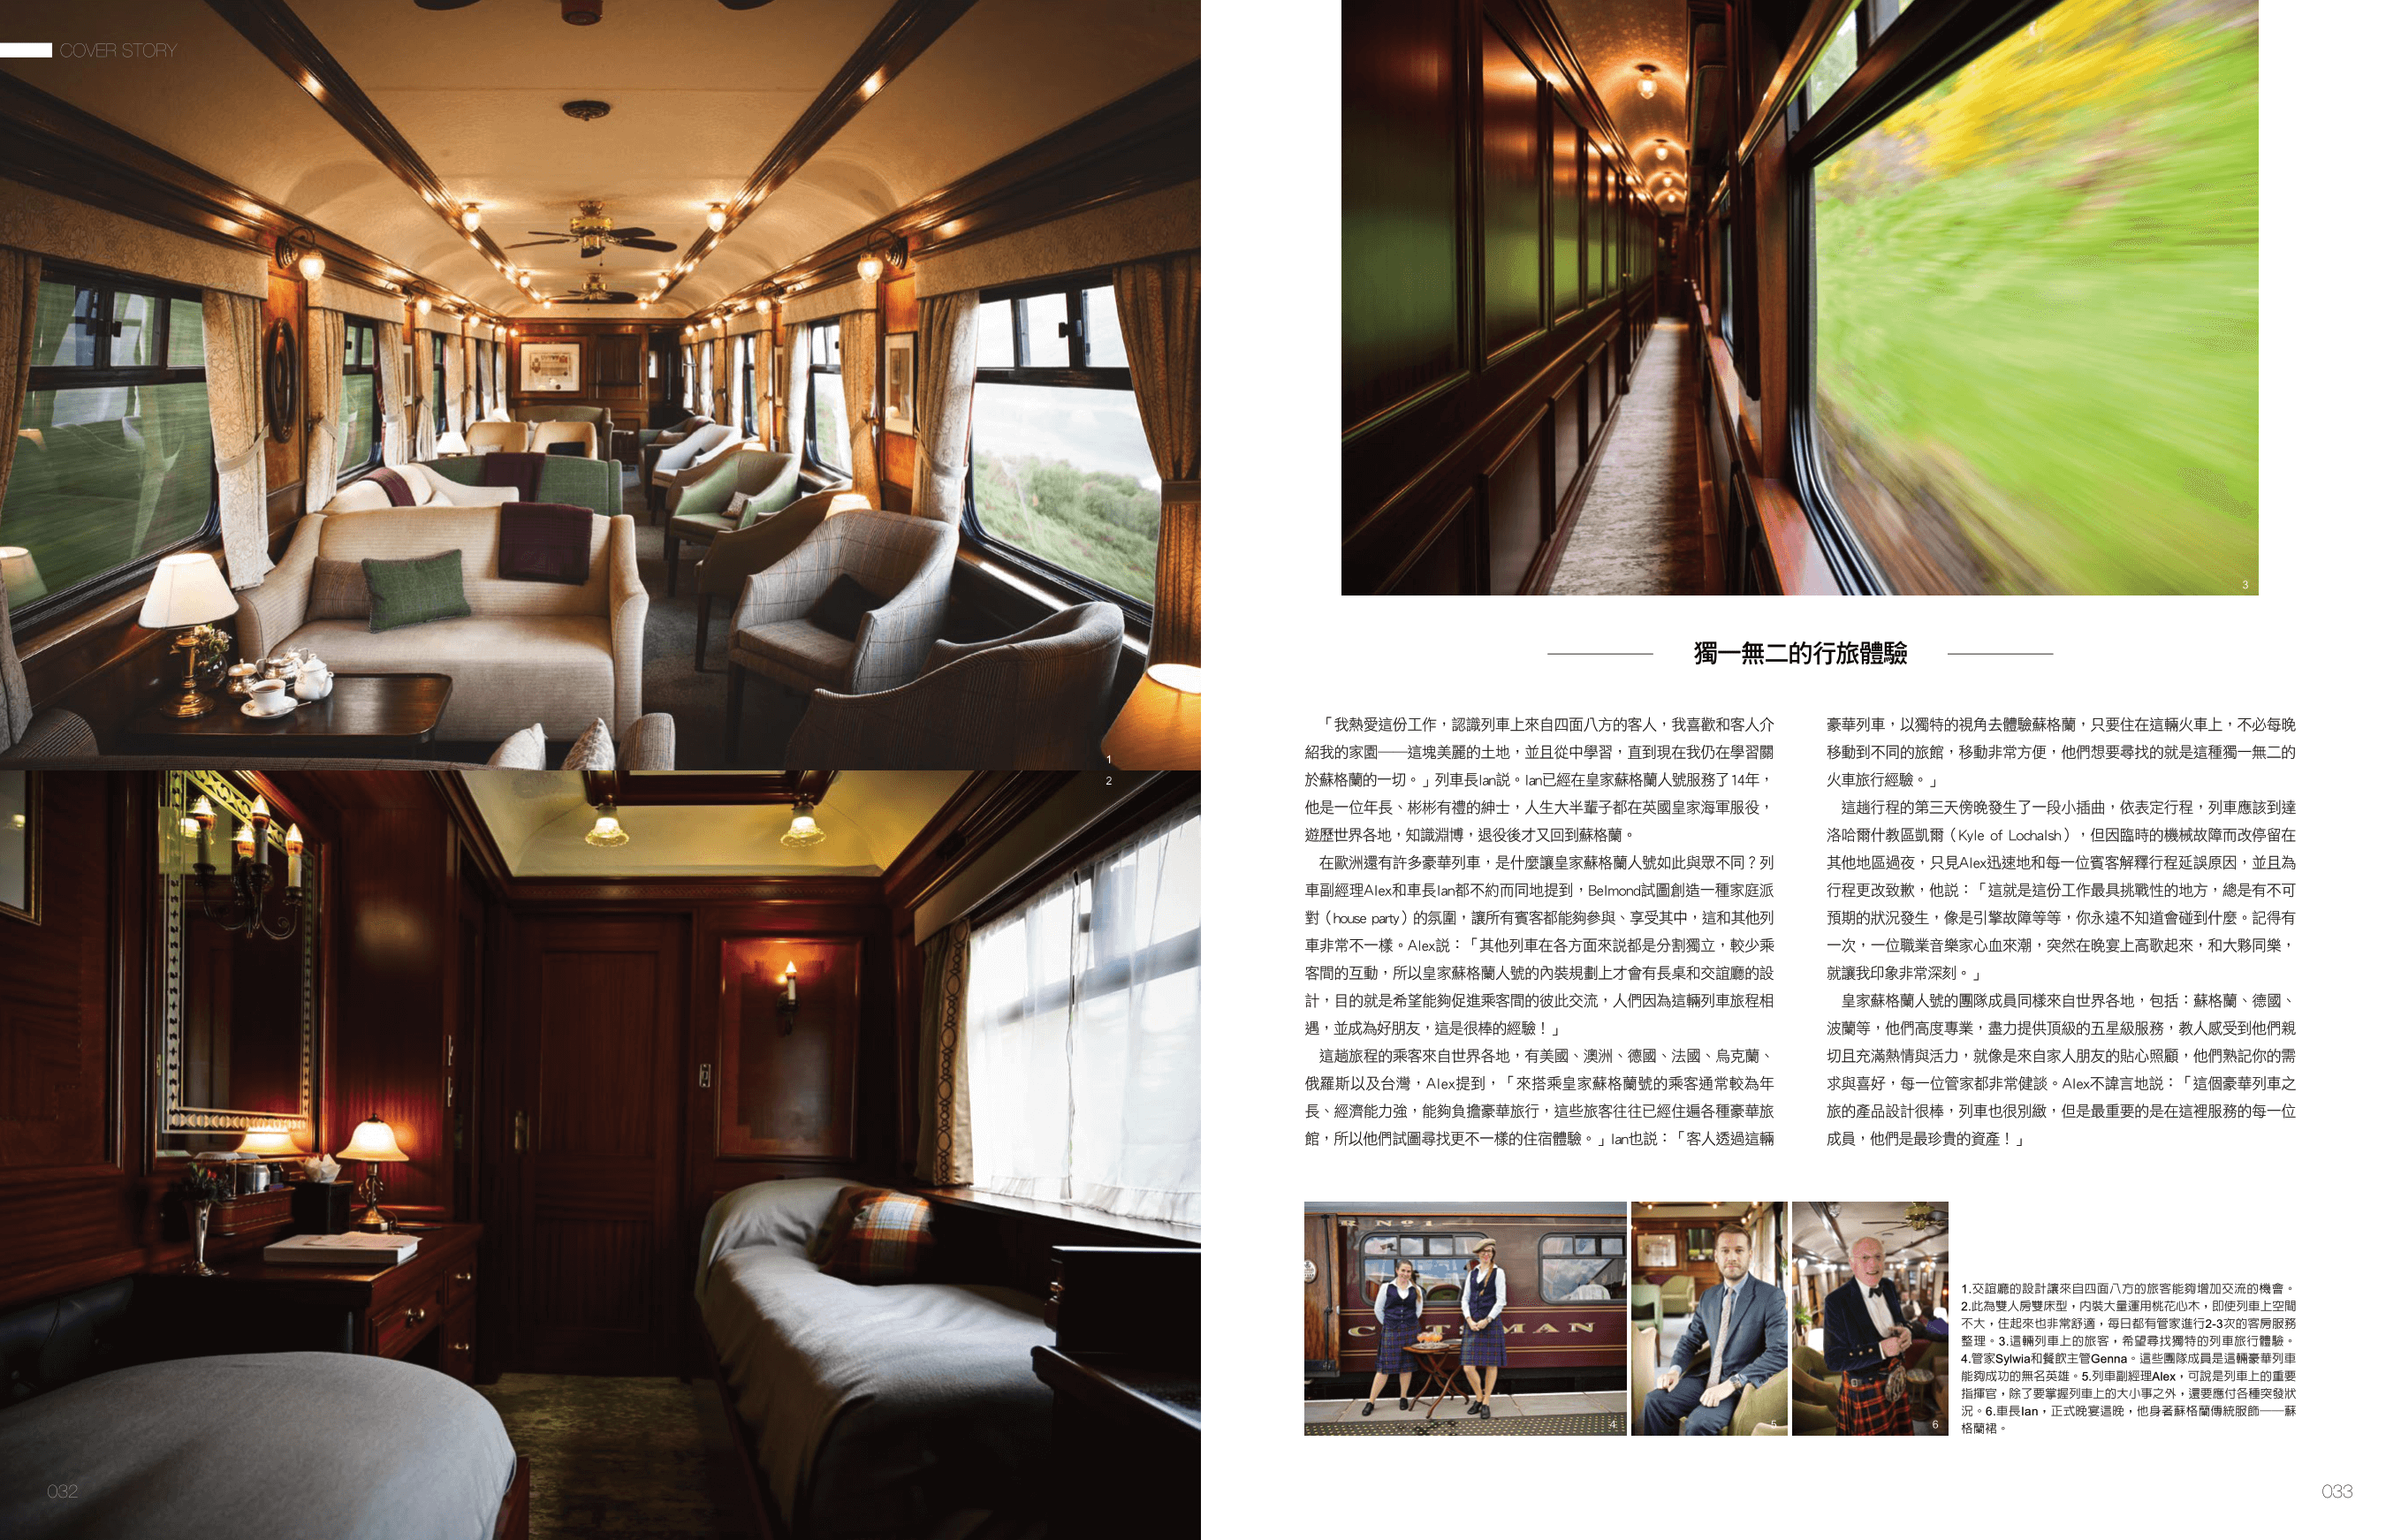 COVER STORY
1
2
3
獨一無二的行旅體驗
「我熱愛這份工作，認識列車上來自四面八方的客人，我喜歡和客人介
紹我的家園——這塊美麗的土地，並且從中學習，直到現在我仍在學習關
於蘇格蘭的一切。」列車長Ian説。Ian已經在皇家蘇格蘭人號服務了14年，
他是一位年長、彬彬有禮的紳士，人生大半輩子都在英國皇家海軍服役，
遊歷世界各地，知識淵博，退役後才又回到蘇格蘭。
在歐洲還有許多豪華列車，是什麼讓皇家蘇格蘭人號如此與眾不同？列
車副經理Alex和車長Ian都不約而同地提到，Belmond試圖創造一種家庭派
對（house party）的氛圍，讓所有賓客都能夠參與、享受其中，這和其他列
車非常不一樣。Alex説：「其他列車在各方面來説都是分割獨立，較少乘
客間的互動，所以皇家蘇格蘭人號的內裝規劃上才會有長桌和交誼廳的設
計，目的就是希望能夠促進乘客間的彼此交流，人們因為這輛列車旅程相
遇，並成為好朋友，這是很棒的經驗！」
這趟旅程的乘客來自世界各地，有美國、澳洲、德國、法國、烏克蘭、
俄羅斯以及台灣，Alex提到，「來搭乘皇家蘇格蘭號的乘客通常較為年
長、經濟能力強，能夠負擔豪華旅行，這些旅客往往已經住遍各種豪華旅
館，所以他們試圖尋找更不一樣的住宿體驗。」Ian也説：「客人透過這輛
豪華列車，以獨特的視角去體驗蘇格蘭，只要住在這輛火車上，不必每晚
移動到不同的旅館，移動非常方便，他們想要尋找的就是這種獨一無二的
火車旅行經驗。」
這趟行程的第三天傍晚發生了一段小插曲，依表定行程，列車應該到達
洛哈爾什教區凱爾（Kyle of Lochalsh），但因臨時的機械故障而改停留在
其他地區過夜，只見Alex迅速地和每一位賓客解釋行程延誤原因，並且為
行程更改致歉，他説：「這就是這份工作最具挑戰性的地方，總是有不可
預期的狀況發生，像是引擎故障等等，你永遠不知道會碰到什麼。記得有
一次，一位職業音樂家心血來潮，突然在晚宴上高歌起來，和大夥同樂，
就讓我印象非常深刻。」
皇家蘇格蘭人號的團隊成員同樣來自世界各地，包括：蘇格蘭、德國、
波蘭等，他們高度專業，盡力提供頂級的五星級服務，教人感受到他們親
切且充滿熱情與活力，就像是來自家人朋友的貼心照顧，他們熟記你的需
求與喜好，每一位管家都非常健談。Alex不諱言地説：「這個豪華列車之
旅的產品設計很棒，列車也很別緻，但是最重要的是在這裡服務的每一位
成員，他們是最珍貴的資產！」
4
5
6
1.交誼廳的設計讓來自四面八方的旅客能夠增加交流的機會。
2.此為雙人房雙床型，內裝大量運用桃花心木，即使列車上空間
不大，住起來也非常舒適，每日都有管家進行2-3次的客房服務
整理。3.這輛列車上的旅客，希望尋找獨特的列車旅行體驗。
4.管家Sylwia和餐飲主管Genna。這些團隊成員是這輛豪華列車
能夠成功的無名英雄。5.列車副經理Alex，可說是列車上的重要
指揮官，除了要掌握列車上的大小事之外，還要應付各種突發狀
況。6.車長Ian，正式晚宴這晚，他身著蘇格蘭傳統服飾——蘇
格蘭裙。
032
033